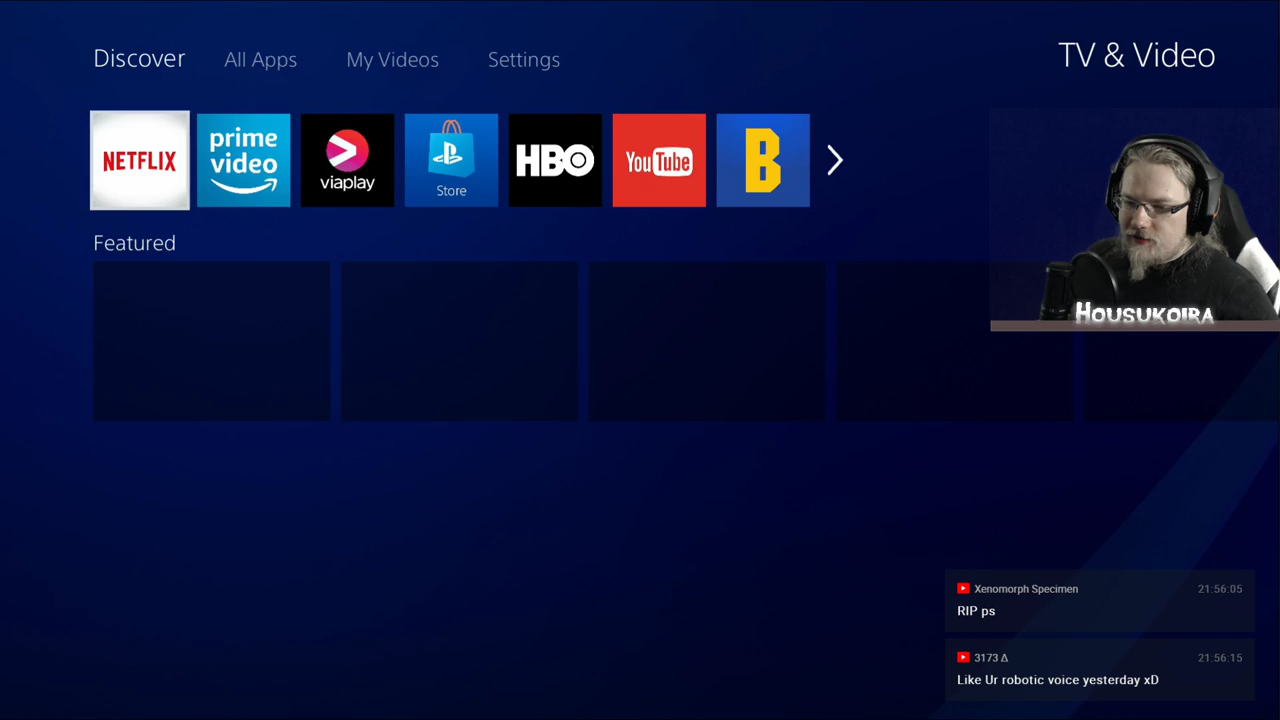 Discover All Apps My Videos Settings
TV & Video
NETFLIX
prime
video
viaplay
Store
HBO
YouTube
B
Featured
HOUSUKOIRA
Xenomorph Specimen 21:56:05
RIP ps
3173 Δ 21:56:15
Like Ur robotic voice yesterday xD